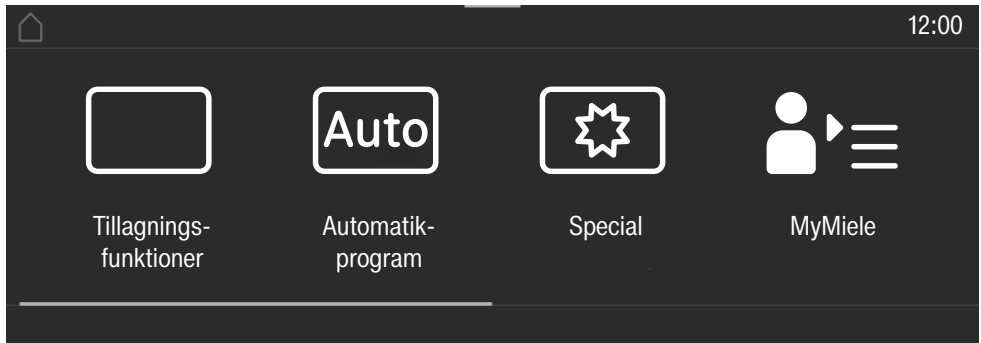 12:00
Auto
Tillagnings-
funktioner
Automatik-
program
Special
MyMiele